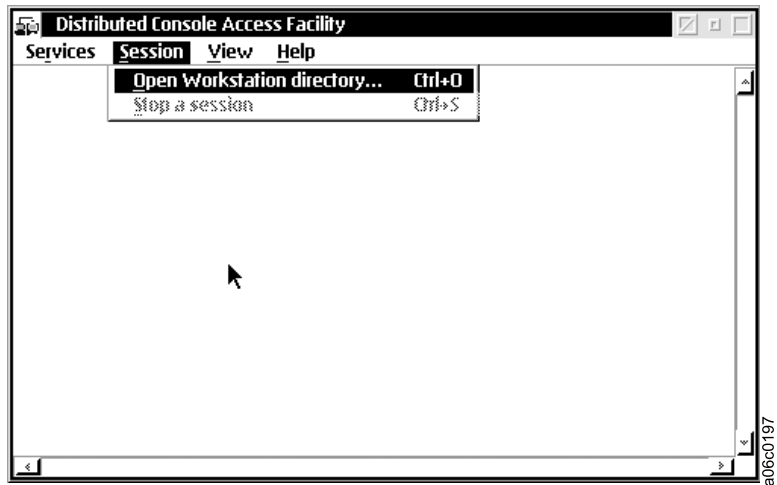 Distributed Console Access Facility
Services Session View Help
Open Workstation directory... Ctrl+O
Stop a session Ctrl+S
a06c0197